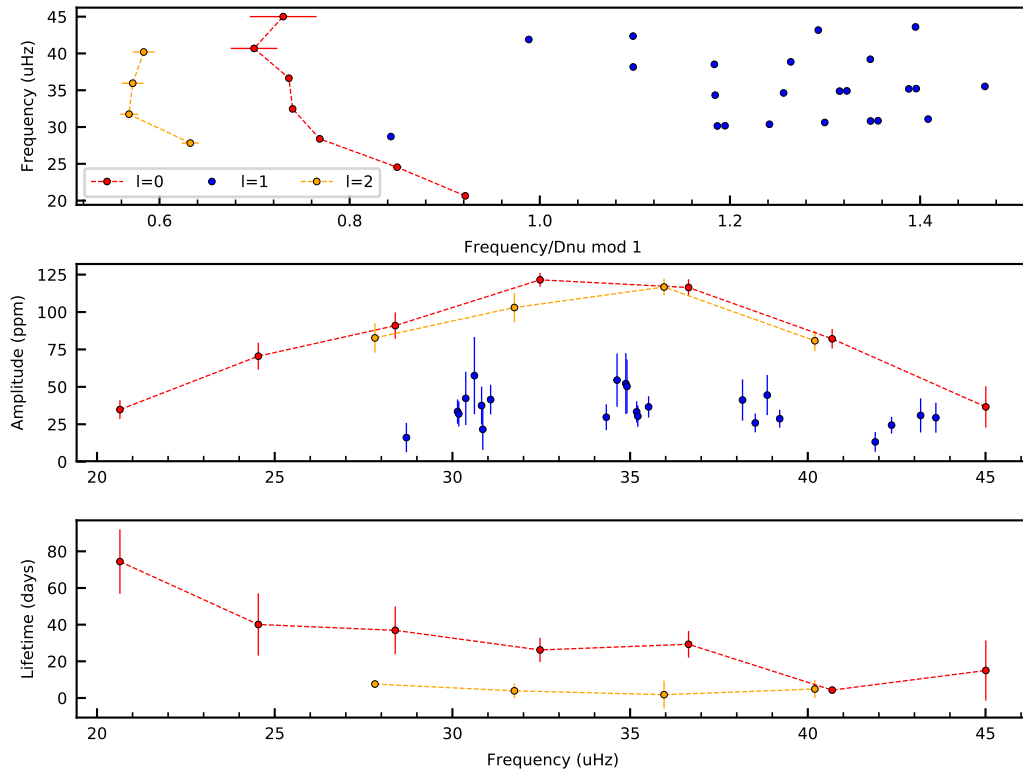 45
40
35
30
25
20
Frequency (uHz)
l=0 l=1 l=2
0.6 0.8 1.0 1.2 1.4
Frequency/Dnu mod 1
125
100
75
50
25
0
Amplitude (ppm)
20 25 30 35 40 45
80
60
40
20
0
Lifetime (days)
20 25 30 35 40 45
Frequency (uHz)